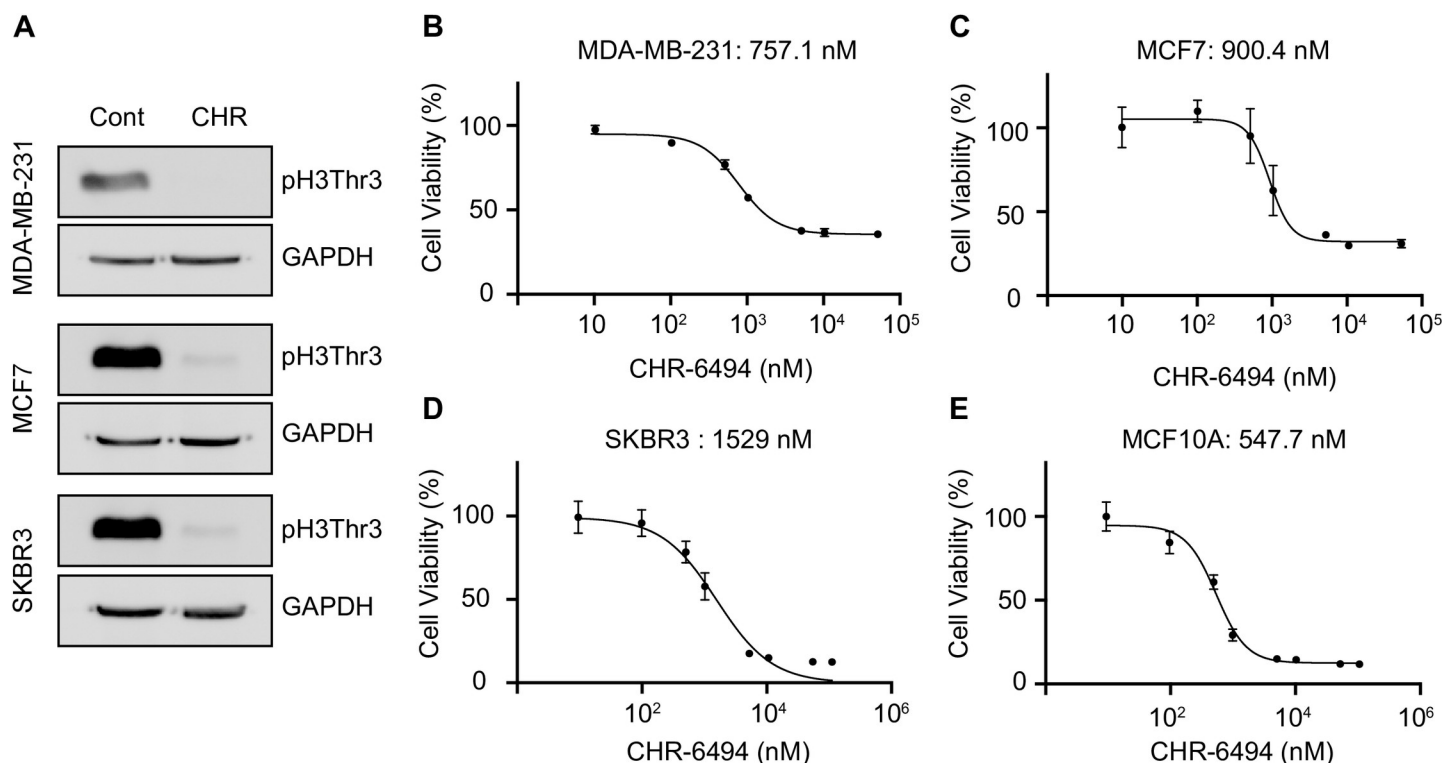 A
Cont CHR
MDA-MB-231
pH3Thr3
GAPDH
MCF7
pH3Thr3
GAPDH
SKBR3
pH3Thr3
GAPDH
B
MDA-MB-231: 757.1 nM
Cell Viability (%)
100
50
0
10 10² 10³ 10⁴ 10⁵
CHR-6494 (nM)
C
MCF7: 900.4 nM
Cell Viability (%)
100
50
0
10 10² 10³ 10⁴ 10⁵
CHR-6494 (nM)
D
SKBR3 : 1529 nM
Cell Viability (%)
100
50
0
10² 10⁴ 10⁶
CHR-6494 (nM)
E
MCF10A: 547.7 nM
Cell Viability (%)
100
50
0
10² 10⁴ 10⁶
CHR-6494 (nM)